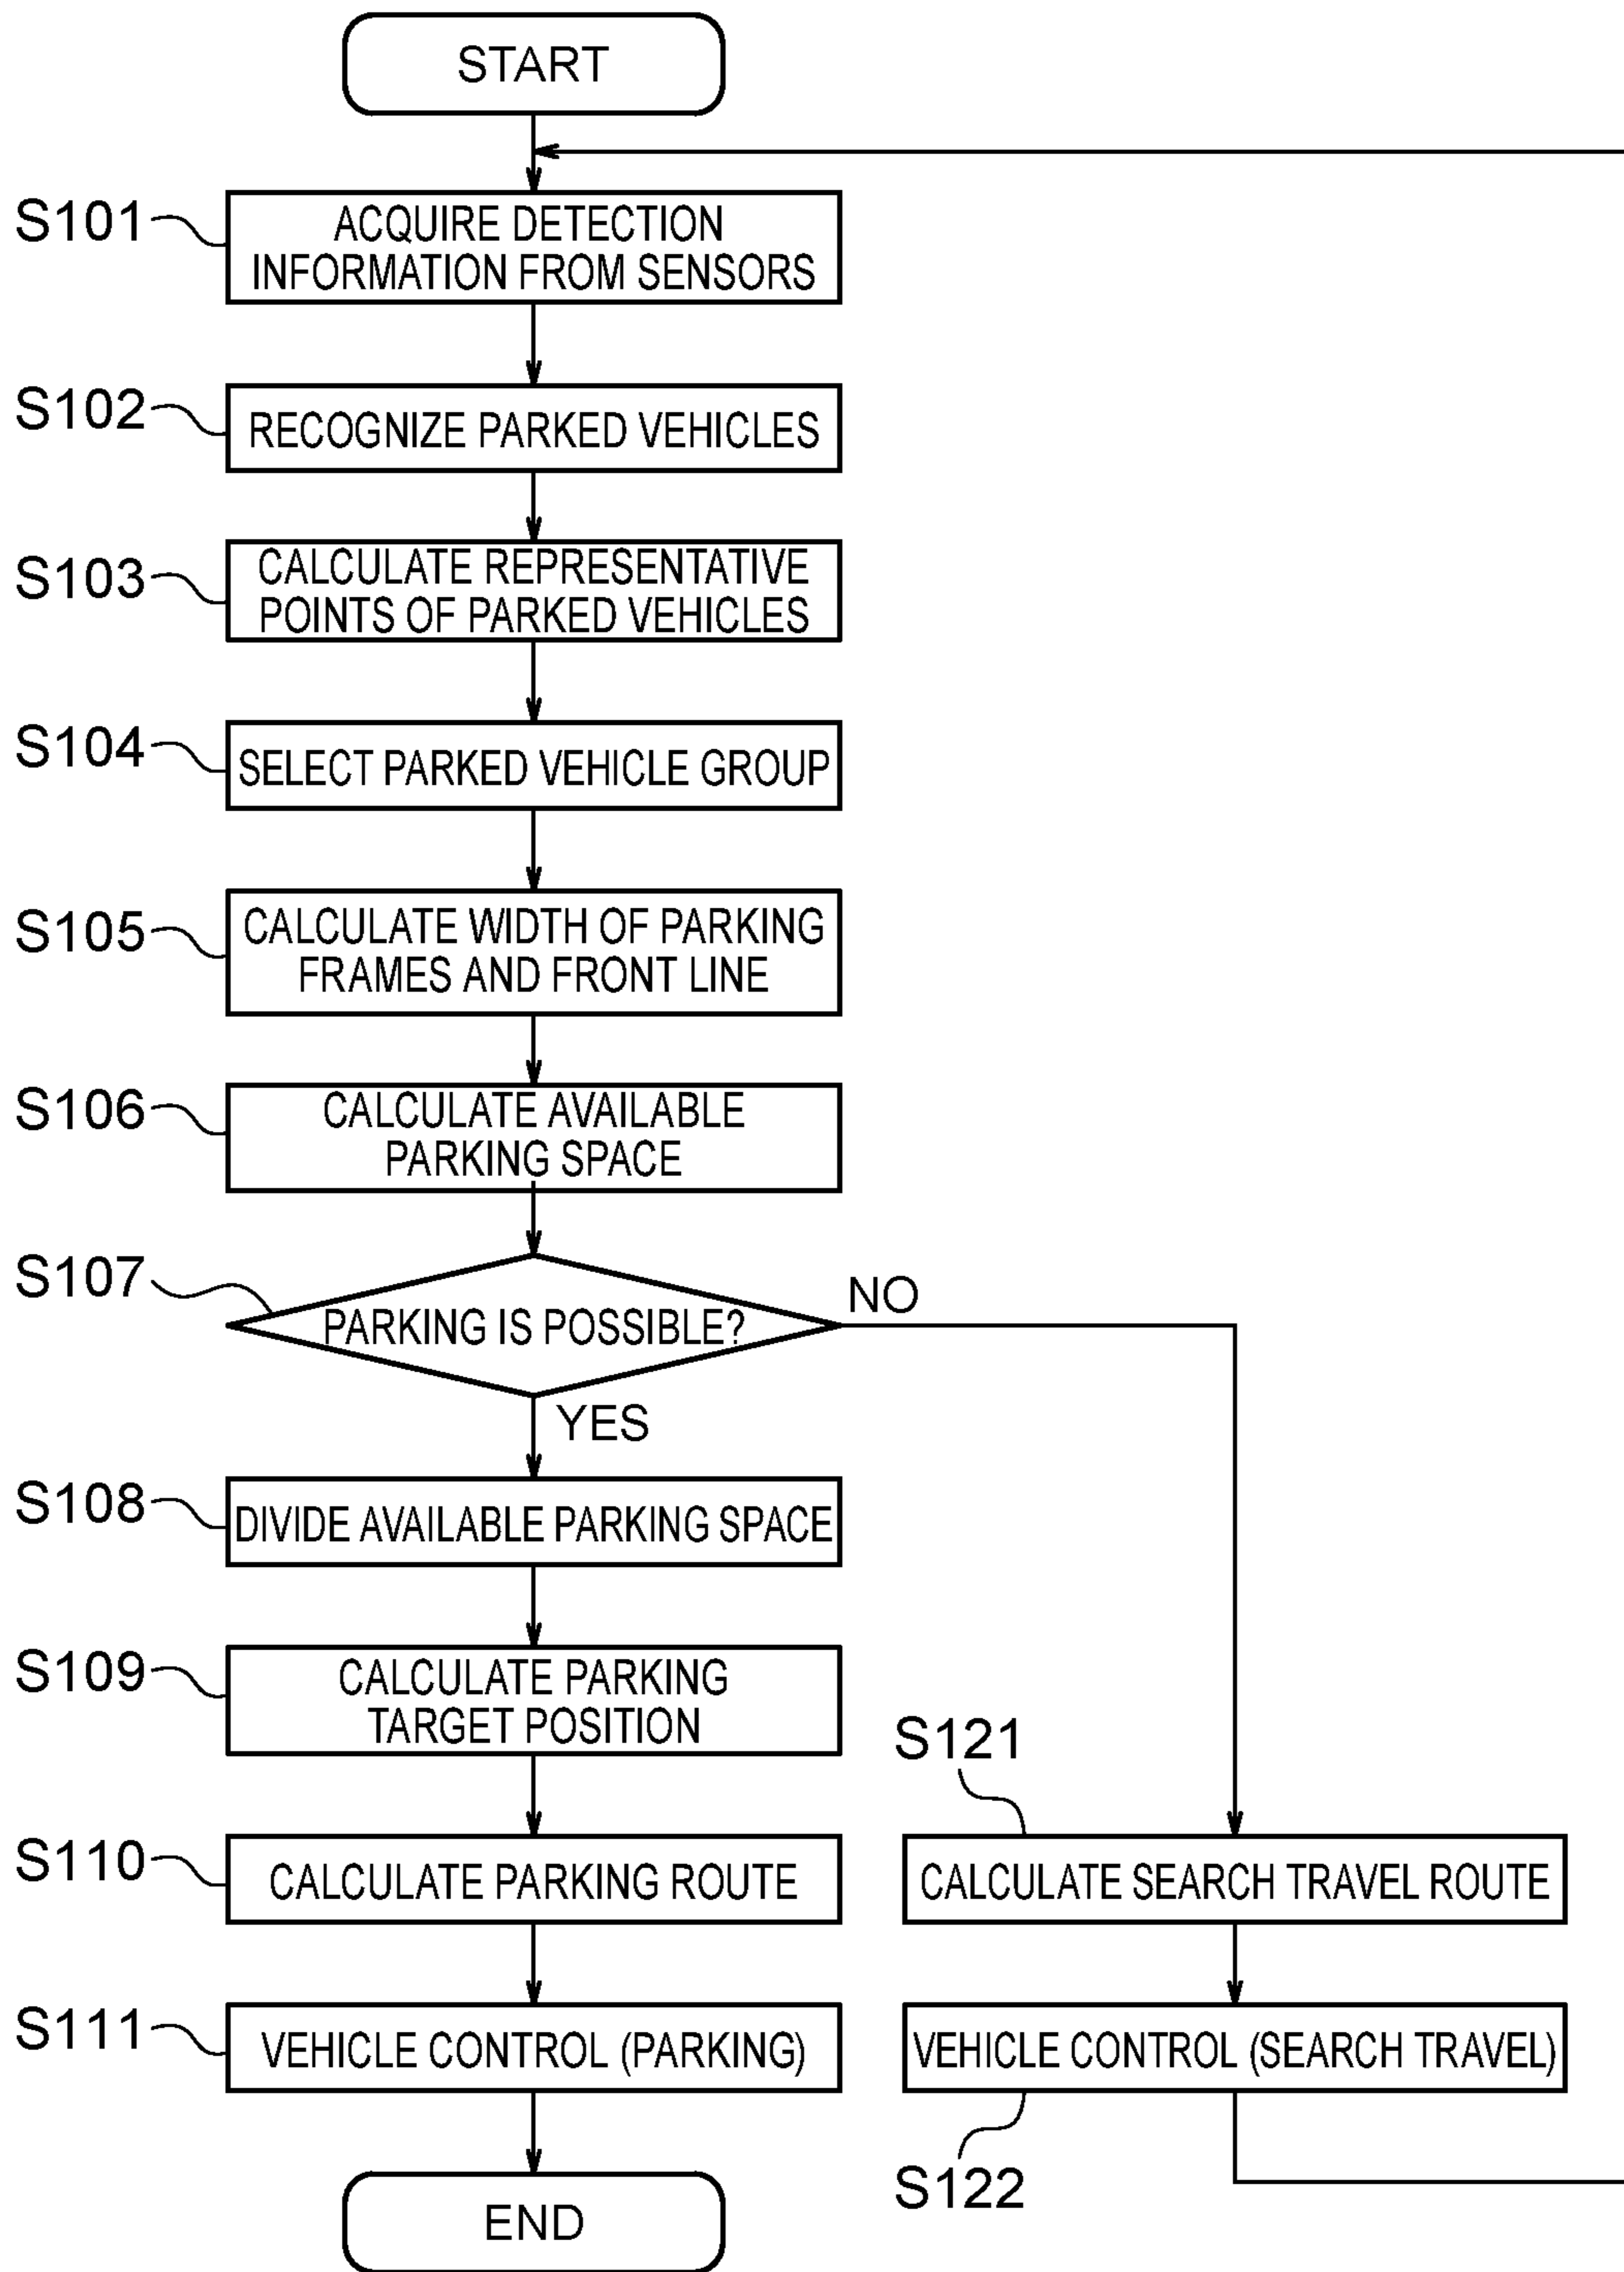 START
S101
ACQUIRE DETECTION
INFORMATION FROM SENSORS
S102
RECOGNIZE PARKED VEHICLES
S103
CALCULATE REPRESENTATIVE
POINTS OF PARKED VEHICLES
S104
SELECT PARKED VEHICLE GROUP
S105
CALCULATE WIDTH OF PARKING
FRAMES AND FRONT LINE
S106
CALCULATE AVAILABLE
PARKING SPACE
S107
PARKING IS POSSIBLE?
NO
YES
S108
DIVIDE AVAILABLE PARKING SPACE
S109
CALCULATE PARKING
TARGET POSITION
S110
CALCULATE PARKING ROUTE
S111
VEHICLE CONTROL (PARKING)
END
S121
CALCULATE SEARCH TRAVEL ROUTE
VEHICLE CONTROL (SEARCH TRAVEL)
S122